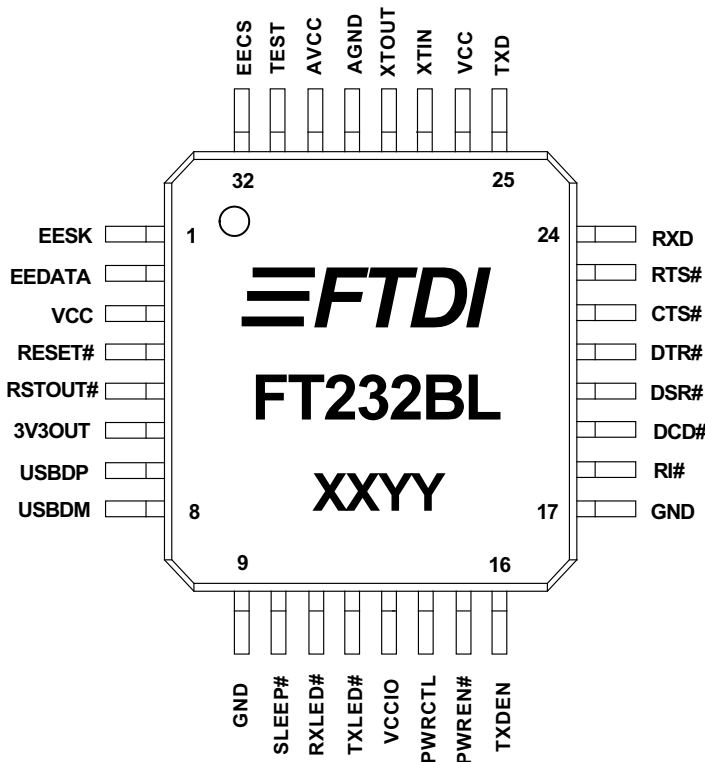 EECS
TEST
AVCC
AGND
XTOUT
XTIN
VCC
TXD
32
25
EESK
1
24
RXD
EEDATA
RTS#
VCC
CTS#
RESET#
DTR#
RSTOUT#
DSR#
3V3OUT
DCD#
USBDP
RI#
USBDM
8
17
GND
FTDI
FT232BL
XXYY
9
16
GND
SLEEP#
RXLED#
TXLED#
VCCIO
PWRCTL
PWREN#
TXDEN